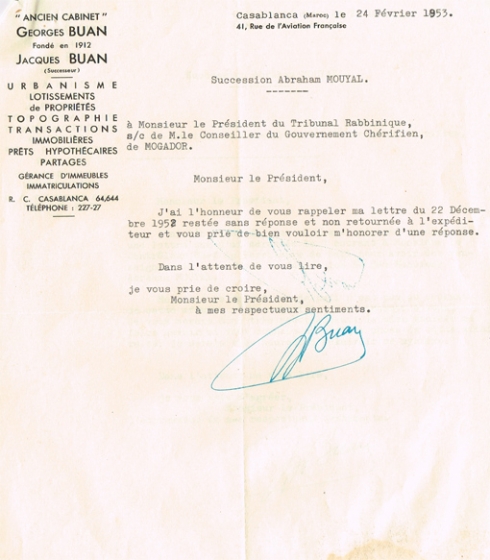 "ANCIEN CABINET"
GEORGES BUAN
Fondé en 1912
JACQUES BUAN
(Successeur)
URBANISME
LOTISSEMENTS
de PROPRIÉTÉS
TOPOGRAPHIE
TRANSACTIONS
IMMOBILIÈRES
PRÊTS HYPOTHÉCAIRES
PARTAGES
GÉRANCE D'IMMEUBLES
IMMATRICULATIONS
R. C. CASABLANCA 64,644
TÉLÉPHONE : 227-27
Casablanca (Maroc) le 24 Février 1953.
41, Rue de l'Aviation Française
Succession Abraham MOUYAL.
à Monsieur le Président du Tribunal Rabbinique,
s/c de M.le Conseiller du Gouvernement Chérifien,
de MOGADOR.
Monsieur le Président,
J'ai l'honneur de vous rappeler ma lettre du 22 Décem-
bre 1952 restée sans réponse et non retournée à l'expédi-
teur et vous prie de bien vouloir m'honorer d'une réponse.
Dans l'attente de vous lire,
je vous prie de croire,
Monsieur le Président,
à mes respectueux sentiments.
JBuan